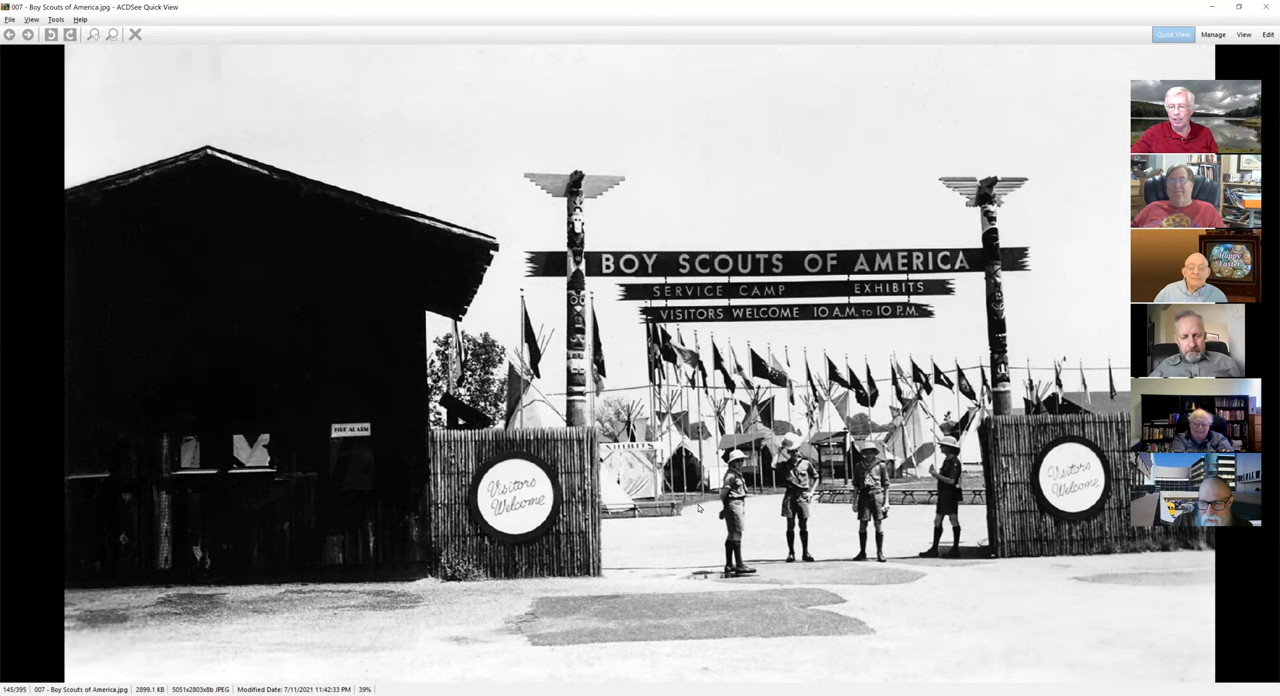 007 - Boy Scouts of America.jpg - ACDSee Quick View
File View Tools Help
Quick View Manage View Edit
BOY SCOUTS OF AMERICA
SERVICE CAMP EXHIBITS
VISITORS WELCOME 10 A.M. TO 10 P.M.
FIRE ALARM
EXHIBITS
Visitors
Welcome
Visitors
Welcome
Happy
Easter
145/395 007 - Boy Scouts of America.jpg 2899.1 KB 5051x2803x8b JPEG Modified Date: 7/11/2021 11:42:33 PM 39%